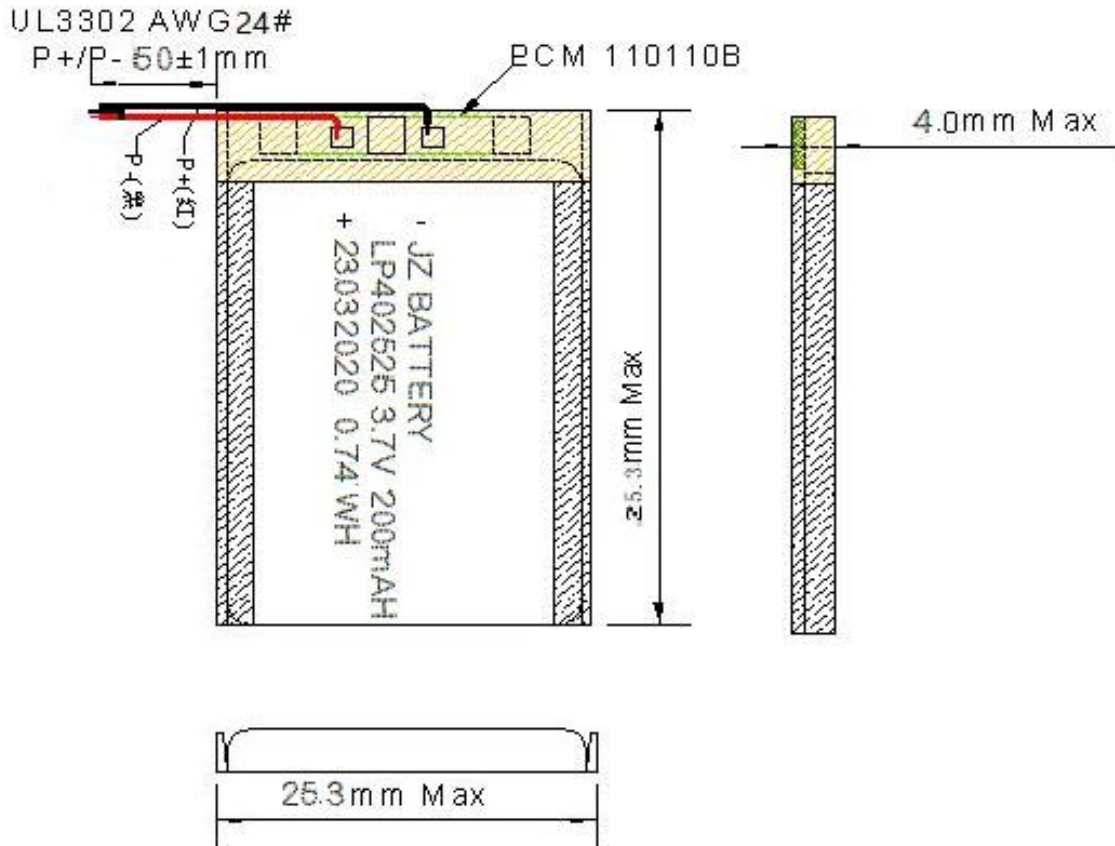 UL3302 AWG24#
P+/P- 50±1mm
PCM 110110B
4.0mm Max
P+(红)
P-(黑)
- JZ BATTERY
LP402525 3.7V 200mAH
+ 23032020 0.74WH
25.3mm Max
25.3mm Max